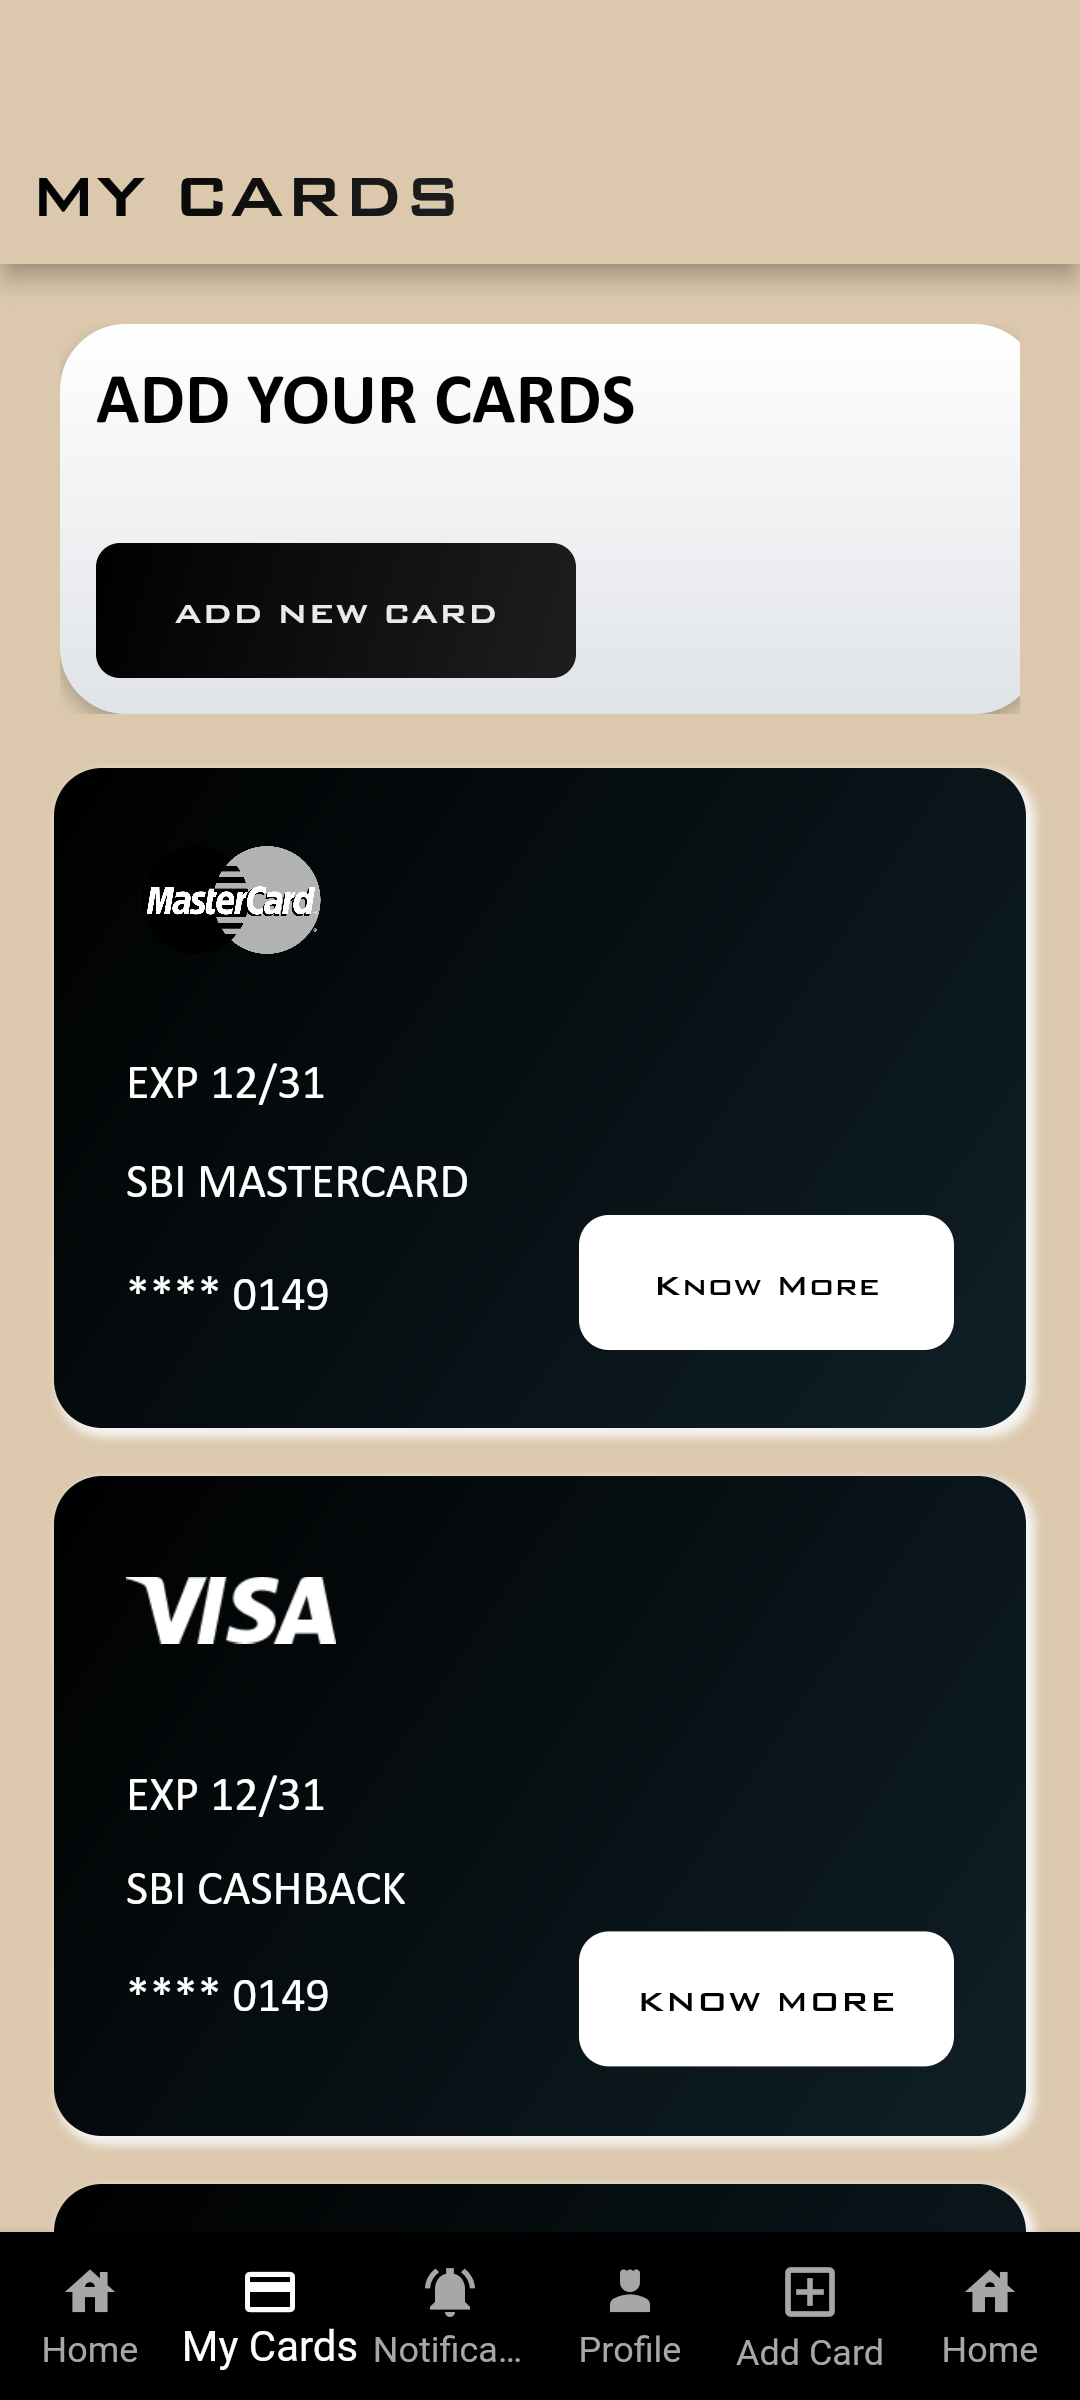 MY CARDS
ADD YOUR CARDS
ADD NEW CARD
MasterCard
EXP 12/31
SBI MASTERCARD
**** 0149
Know More
VISA
EXP 12/31
SBI CASHBACK
**** 0149
KNOW MORE
Home My Cards Notifica... Profile Add Card Home